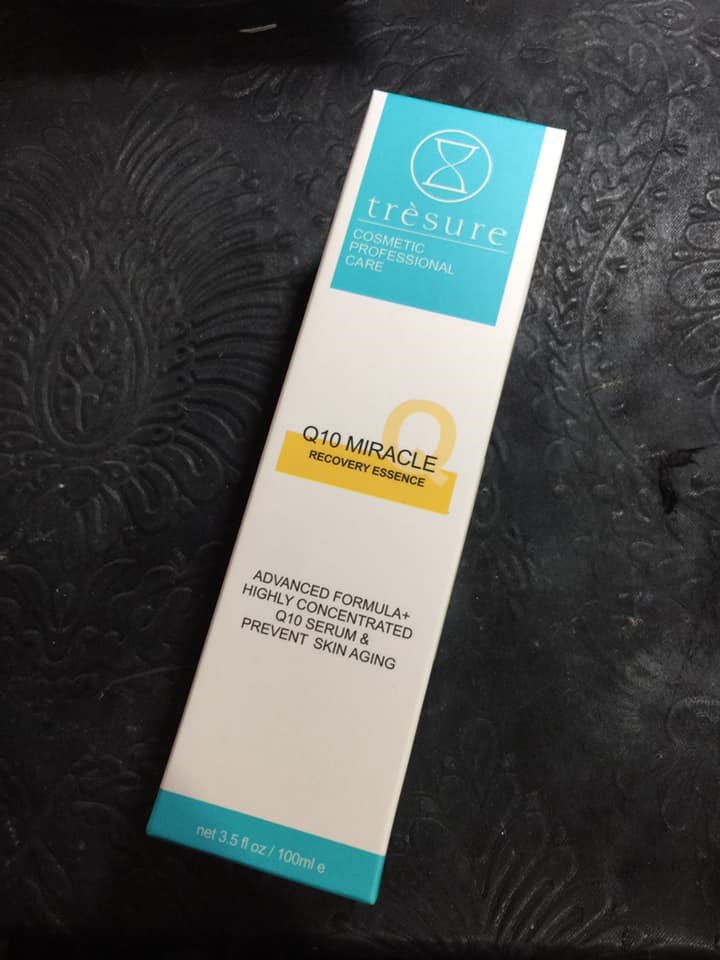 trèsure
COSMETIC
PROFESSIONAL
CARE
Q
Q10 MIRACLE
RECOVERY ESSENCE
ADVANCED FORMULA+
HIGHLY CONCENTRATED
Q10 SERUM &
PREVENT SKIN AGING
net 3.5 fl oz / 100ml e